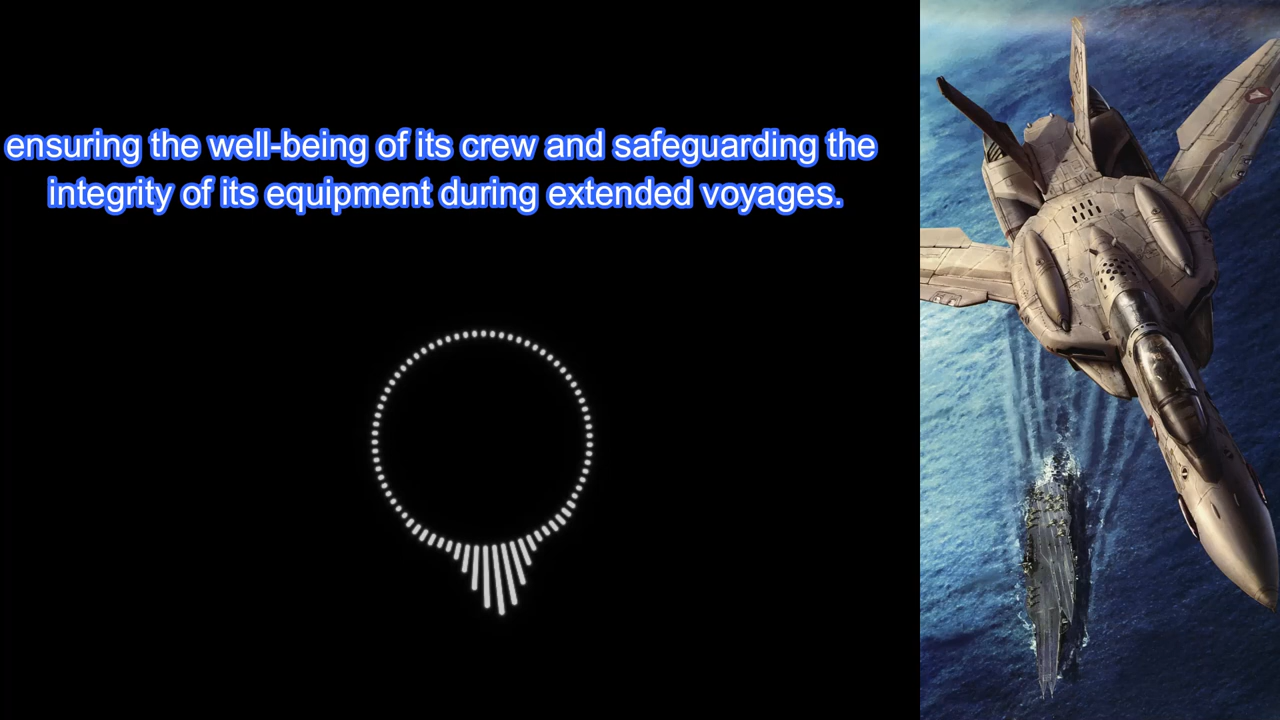 ensuring the well-being of its crew and safeguarding the
integrity of its equipment during extended voyages.